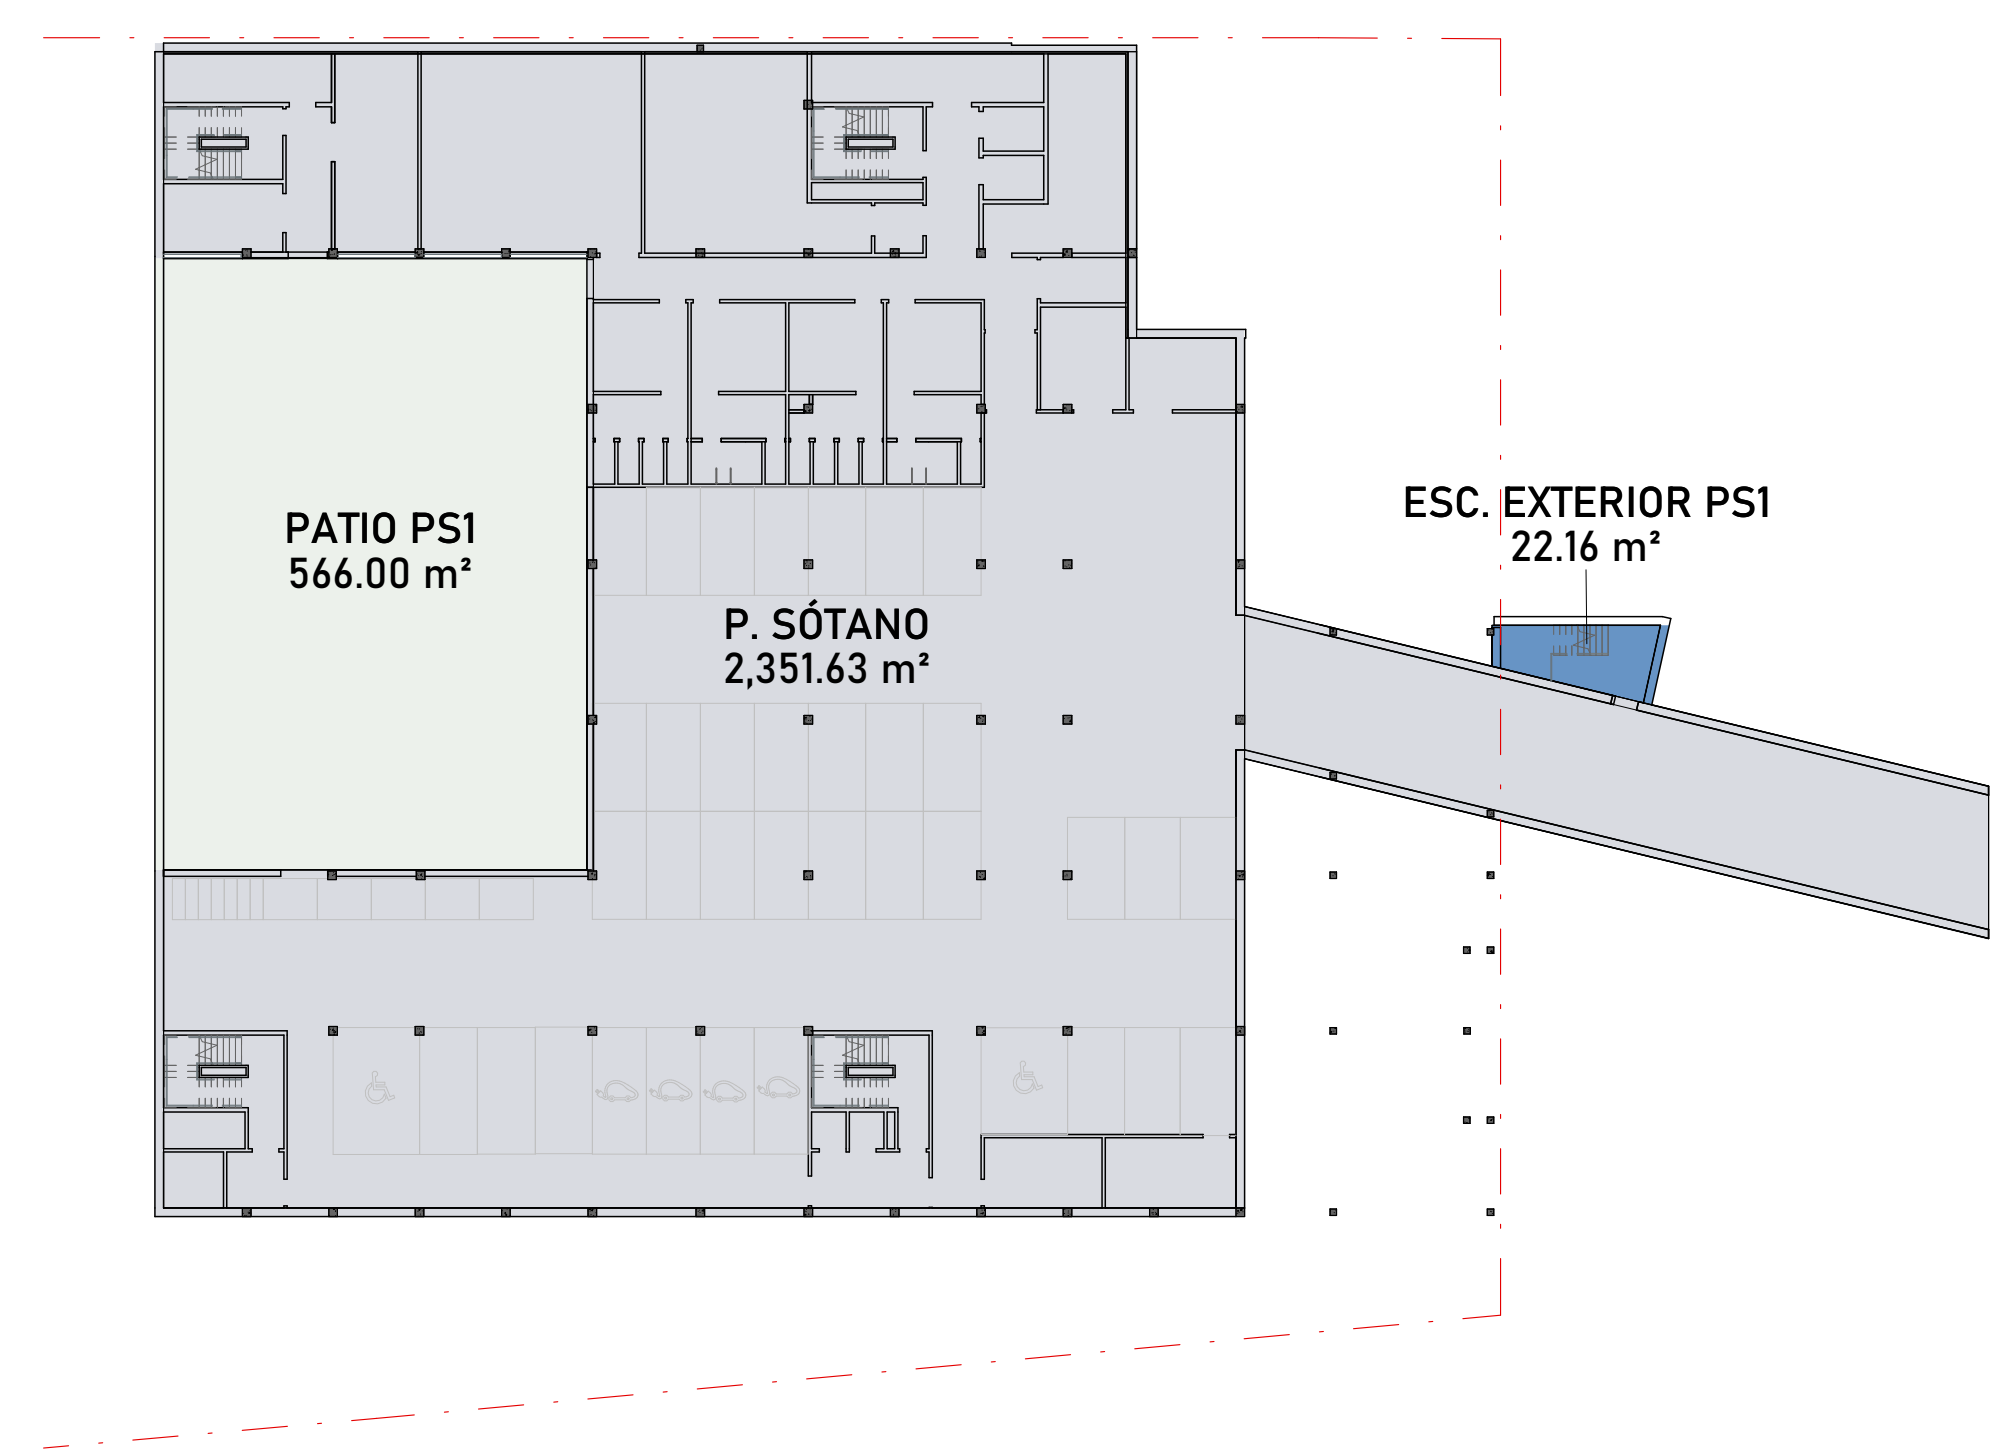 ESC. EXTERIOR PS1
22.16 m²
PATIO PS1
566.00 m²
P. SÓTANO
2,351.63 m²